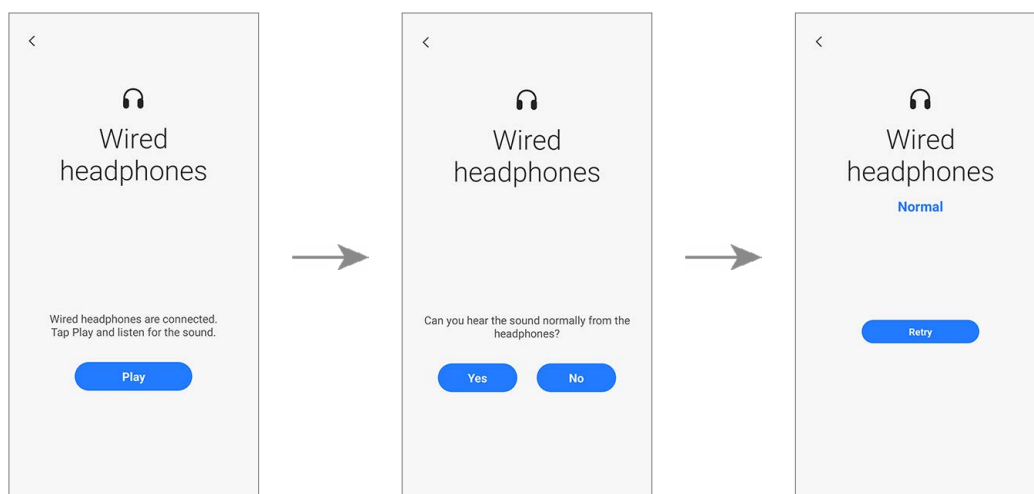 Wired
headphones
Wired headphones are connected.
Tap Play and listen for the sound.
Play
Wired
headphones
Can you hear the sound normally from the
headphones?
Yes
No
Wired
headphones
Normal
Retry